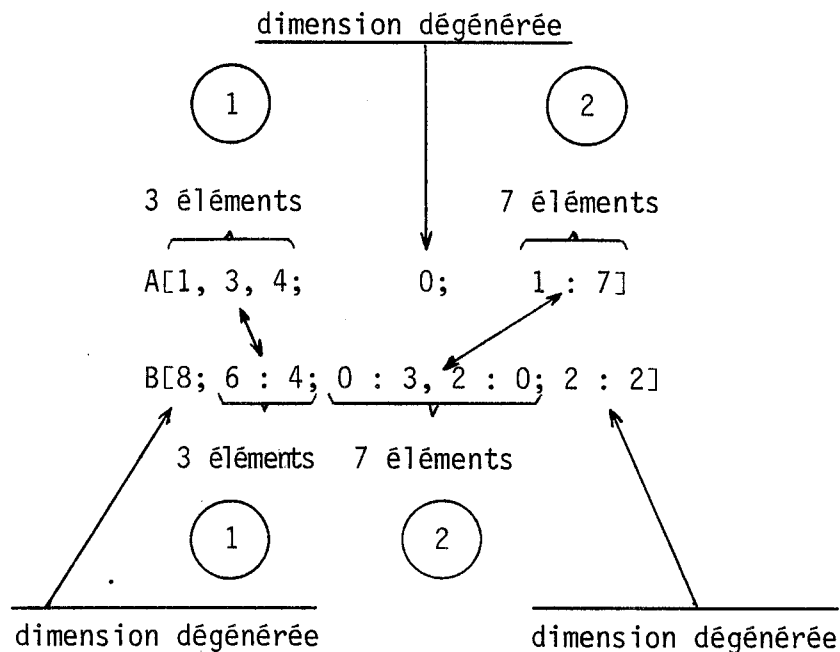 dimension dégénérée
1 2
3 éléments 7 éléments
A[1, 3, 4; 0; 1 : 7]
B[8; 6 : 4; 0 : 3, 2 : 0; 2 : 2]
3 éléments 7 éléments
1 2
dimension dégénérée dimension dégénérée